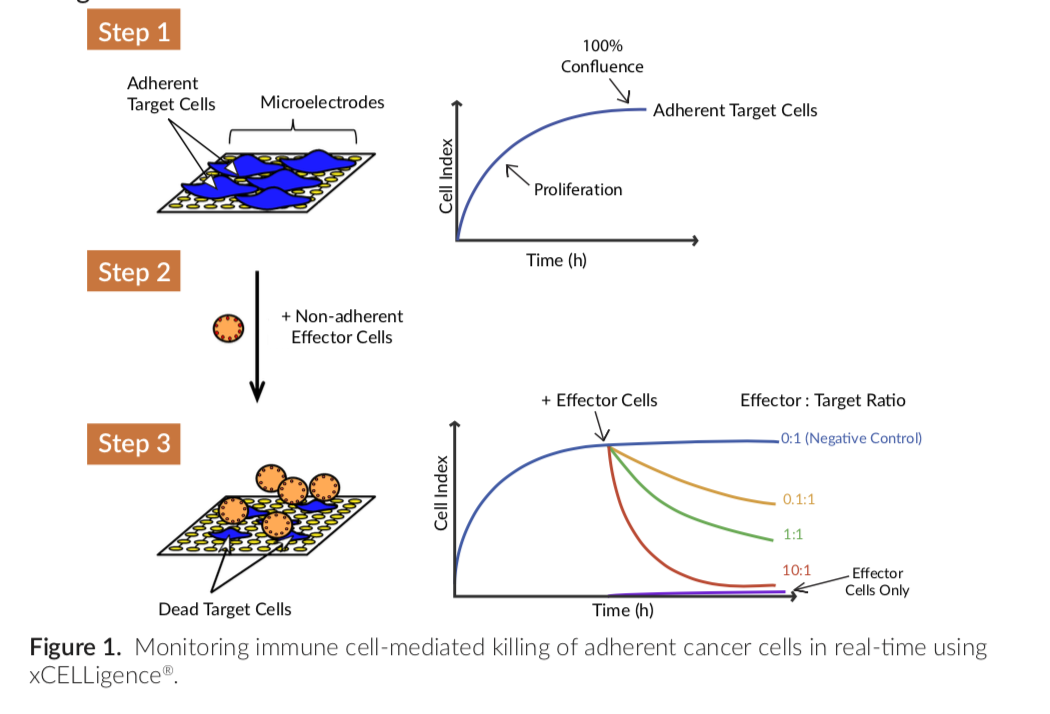 Step 1
100%
Confluence
Adherent
Target Cells
Microelectrodes
Adherent Target Cells
Cell Index
Proliferation
Time (h)
Step 2
+ Non-adherent
Effector Cells
+ Effector Cells
Effector : Target Ratio
Step 3
0:1 (Negative Control)
Cell Index
0.1:1
1:1
10:1
Effector
Cells Only
Dead Target Cells
Time (h)
Figure 1. Monitoring immune cell-mediated killing of adherent cancer cells in real-time using
xCELLigence®.